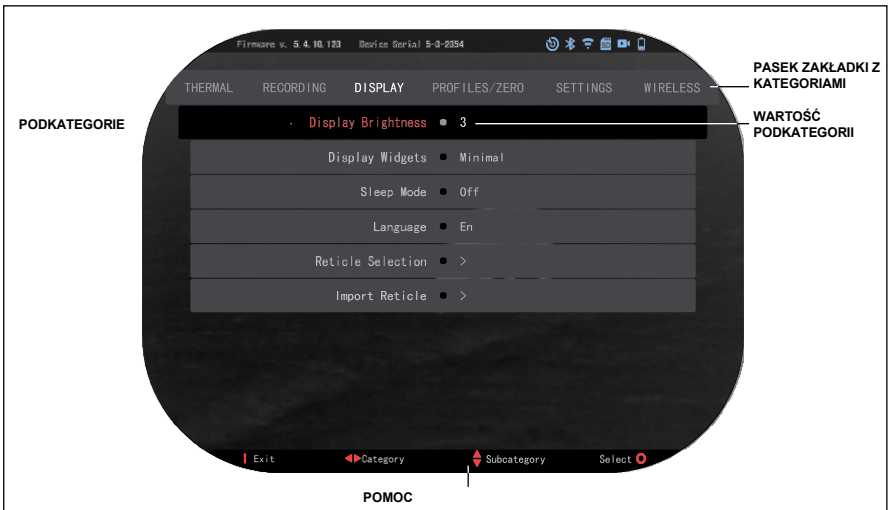 Firmware v. 5.4.10.123 Device Serial 5-3-2354
PASEK ZAKŁADKI Z
KATEGORIAMI
THERMAL RECORDING DISPLAY PROFILES/ZERO SETTINGS WIRELESS
PODKATEGORIE
WARTOŚĆ
PODKATEGORII
Display Brightness 3
Display Widgets Minimal
Sleep Mode Off
Language En
Reticle Selection >
Import Reticle >
Exit Category Subcategory Select
POMOC